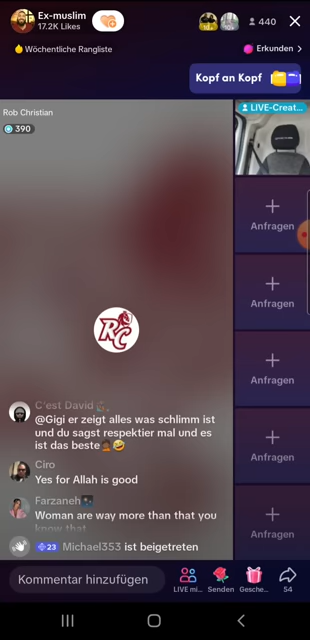 Ex-muslim
17.2K Likes
440
Wöchentliche Rangliste
Erkunden
Kopf an Kopf
Rob Christian
390
LIVE-Creat...
Anfragen
Anfragen
Anfragen
Anfragen
Anfragen
RC
C'est David
@Gigi er zeigt alles was schlimm ist
und du sagst respektier mal und es
ist das beste
Ciro
Yes for Allah is good
Farzaneh
Woman are way more than that you
know that
23 Michael353 ist beigetreten
Kommentar hinzufügen
LIVE mi...
Senden
Gesche...
54